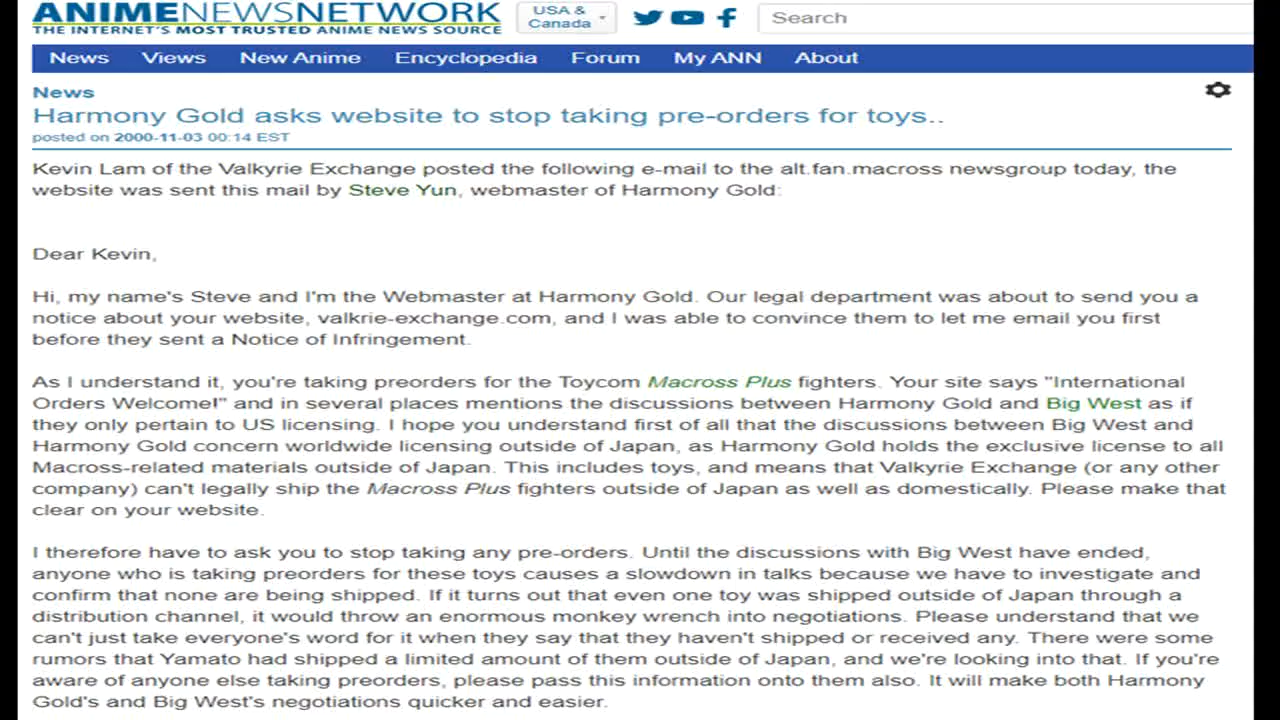 ANIMENEWSNETWORK
THE INTERNET'S MOST TRUSTED ANIME NEWS SOURCE
USA &
Canada
Search
News Views New Anime Encyclopedia Forum My ANN About
News
Harmony Gold asks website to stop taking pre-orders for toys..
posted on 2000-11-03 00:14 EST
Kevin Lam of the Valkyrie Exchange posted the following e-mail to the alt.fan.macross newsgroup today, the
website was sent this mail by Steve Yun, webmaster of Harmony Gold:
Dear Kevin,
Hi, my name's Steve and I'm the Webmaster at Harmony Gold. Our legal department was about to send you a
notice about your website, valkrie-exchange.com, and I was able to convince them to let me email you first
before they sent a Notice of Infringement.
As I understand it, you're taking preorders for the Toycom Macross Plus fighters. Your site says "International
Orders Welcome!" and in several places mentions the discussions between Harmony Gold and Big West as if
they only pertain to US licensing. I hope you understand first of all that the discussions between Big West and
Harmony Gold concern worldwide licensing outside of Japan, as Harmony Gold holds the exclusive license to all
Macross-related materials outside of Japan. This includes toys, and means that Valkyrie Exchange (or any other
company) can't legally ship the Macross Plus fighters outside of Japan as well as domestically. Please make that
clear on your website.
I therefore have to ask you to stop taking any pre-orders. Until the discussions with Big West have ended,
anyone who is taking preorders for these toys causes a slowdown in talks because we have to investigate and
confirm that none are being shipped. If it turns out that even one toy was shipped outside of Japan through a
distribution channel, it would throw an enormous monkey wrench into negotiations. Please understand that we
can't just take everyone's word for it when they say that they haven't shipped or received any. There were some
rumors that Yamato had shipped a limited amount of them outside of Japan, and we're looking into that. If you're
aware of anyone else taking preorders, please pass this information onto them also. It will make both Harmony
Gold's and Big West's negotiations quicker and easier.